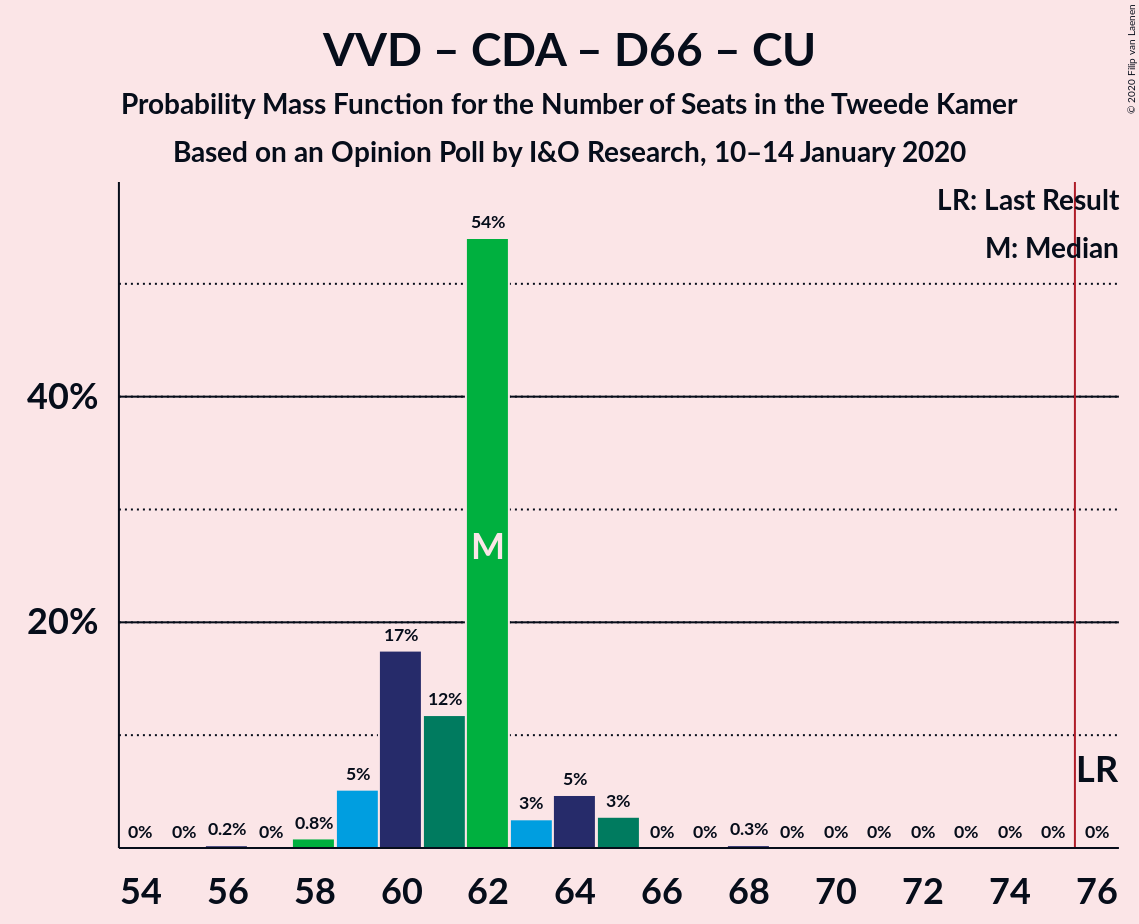 VVD – CDA – D66 – CU
Probability Mass Function for the Number of Seats in the Tweede Kamer
Based on an Opinion Poll by I&O Research, 10–14 January 2020
© 2020 Filip van Laenen
LR: Last Result
M: Median
40%
20%
0% 0% 0.2% 0% 0.8% 5% 17% 12% 54% 3% 5% 3% 0% 0% 0.3% 0% 0% 0% 0% 0% 0% 0% 0%
M
LR
54 56 58 60 62 64 66 68 70 72 74 76